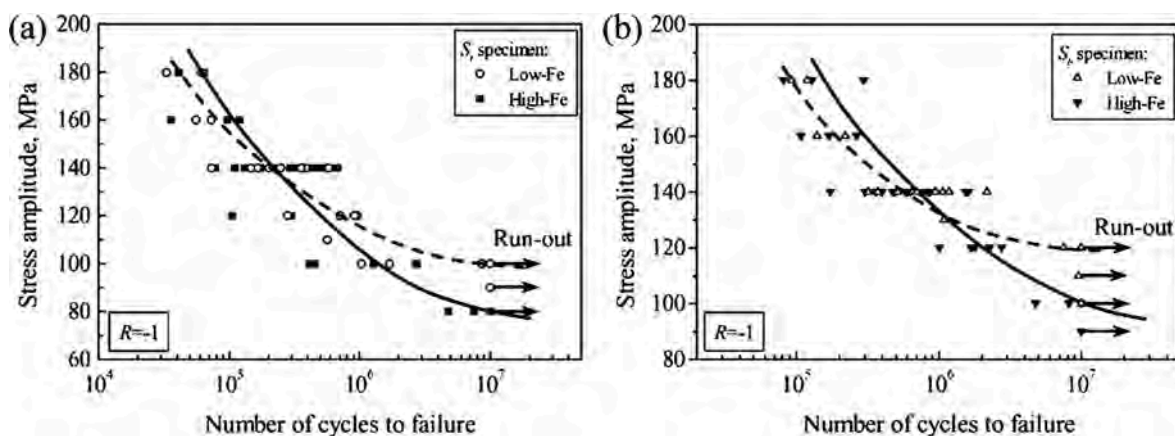 (a)
Stress amplitude, MPa
200
180
160
140
120
100
80
60
S_r specimen:
Low-Fe
High-Fe
Run-out
R=-1
10^4
10^5
10^6
10^7
Number of cycles to failure
(b)
Stress amplitude, MPa
200
180
160
140
120
100
80
S_b specimen:
Low-Fe
High-Fe
Run-out
R=-1
10^5
10^6
10^7
Number of cycles to failure